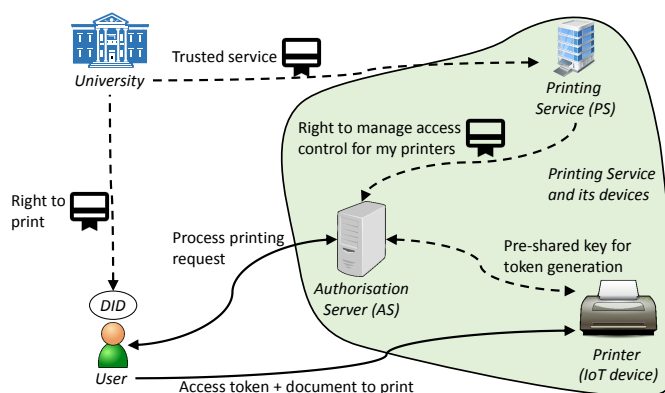 Trusted service
University
Printing
Service (PS)
Right to manage access
control for my printers
Printing Service
and its devices
Right to
print
Process printing
request
Pre-shared key for
token generation
Authorisation
Server (AS)
DID
User
Printer
(IoT device)
Access token + document to print